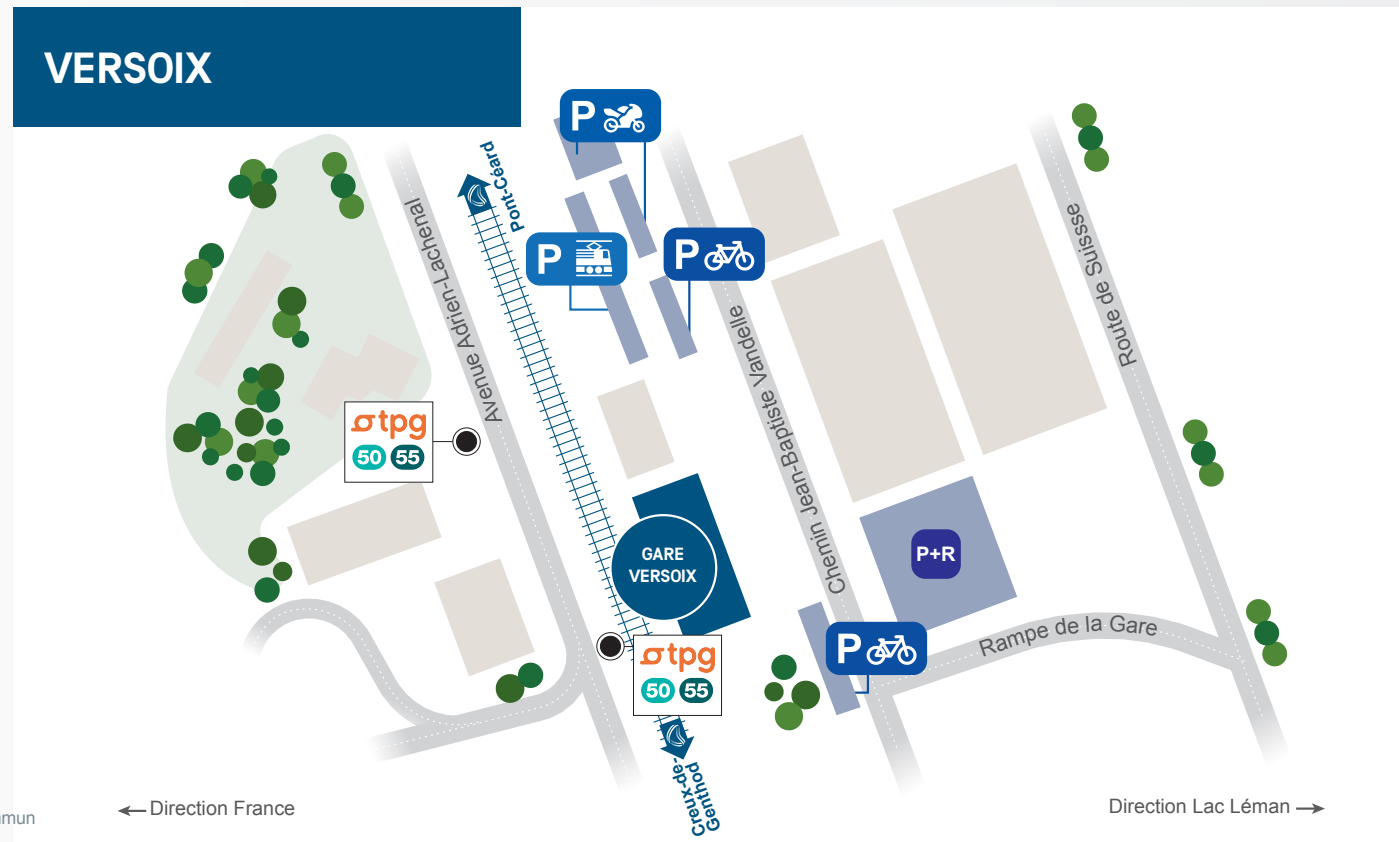 VERSOIX
P
Pont-Céard
Avenue Adrien-Lachenal
P
P
Route de Suissse
Chemin Jean-Baptiste Vandelle
tpg
50 55
GARE
VERSOIX
P+R
P
Rampe de la Gare
tpg
50 55
Creux-de-
Genthod
Direction France
Direction Lac Léman
mun